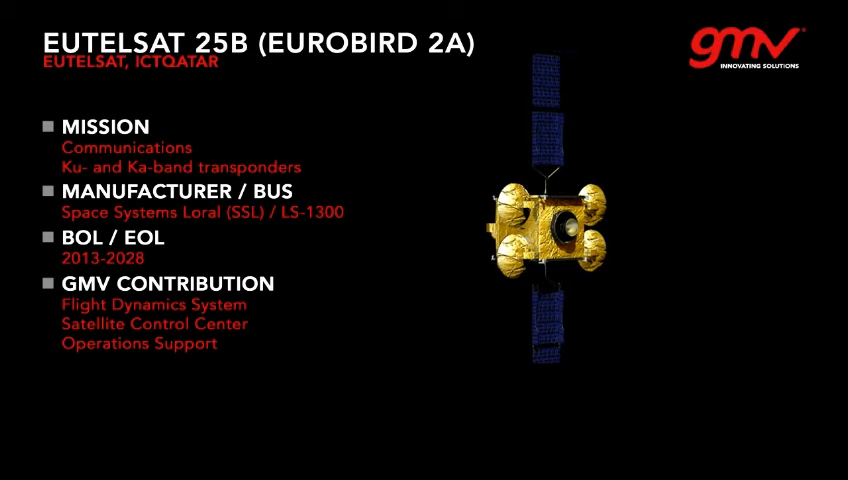 EUTELSAT 25B (EUROBIRD 2A)
EUTELSAT, ICTQATAR
gmv
INNOVATING SOLUTIONS
MISSION
Communications
Ku- and Ka-band transponders
MANUFACTURER / BUS
Space Systems Loral (SSL) / LS-1300
BOL / EOL
2013-2028
GMV CONTRIBUTION
Flight Dynamics System
Satellite Control Center
Operations Support